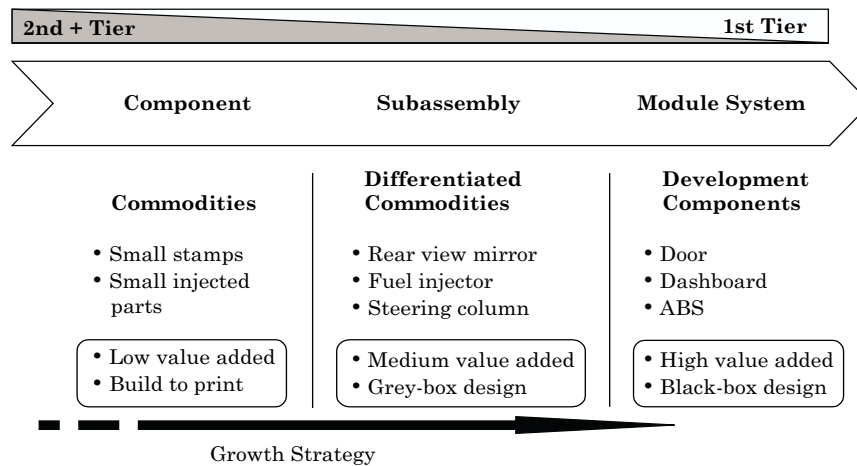 2nd + Tier
1st Tier
Component
Subassembly
Module System
Commodities
• Small stamps
• Small injected
parts
• Low value added
• Build to print
Differentiated
Commodities
• Rear view mirror
• Fuel injector
• Steering column
• Medium value added
• Grey-box design
Development
Components
• Door
• Dashboard
• ABS
• High value added
• Black-box design
Growth Strategy